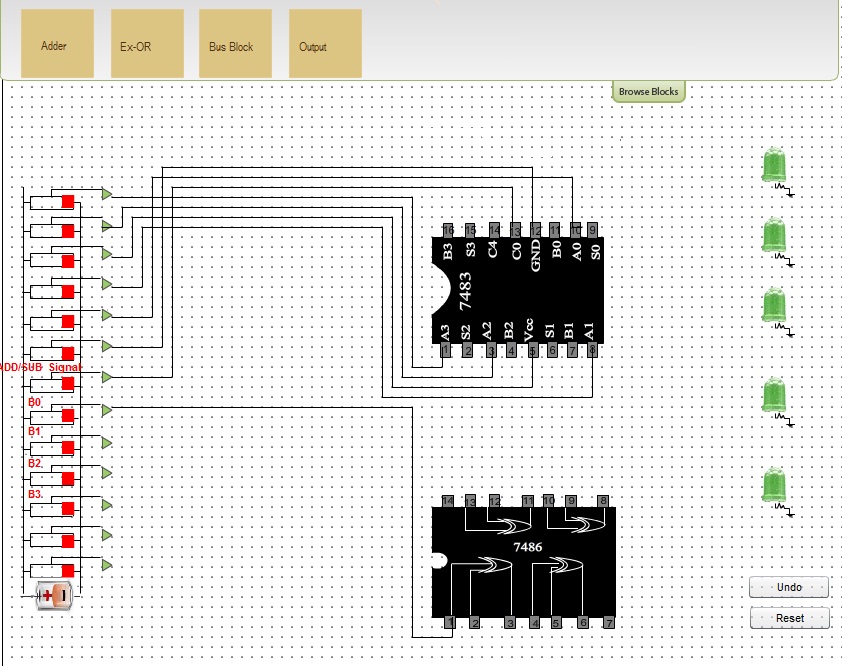 Adder Ex-OR Bus Block Output
Browse Blocks
16 15 14 13 12 11 10 9
B3 S3 C4 C0 GND B0 A0 S0
7483
A3 S2 A2 B2 Vcc S1 B1 A1
1 2 3 4 5 6 7 8
ADD/SUB Signal
B0
B1
B2
B3
14 13 12 11 10 9 8
7486
1 2 3 4 5 6 7
+
Undo
Reset